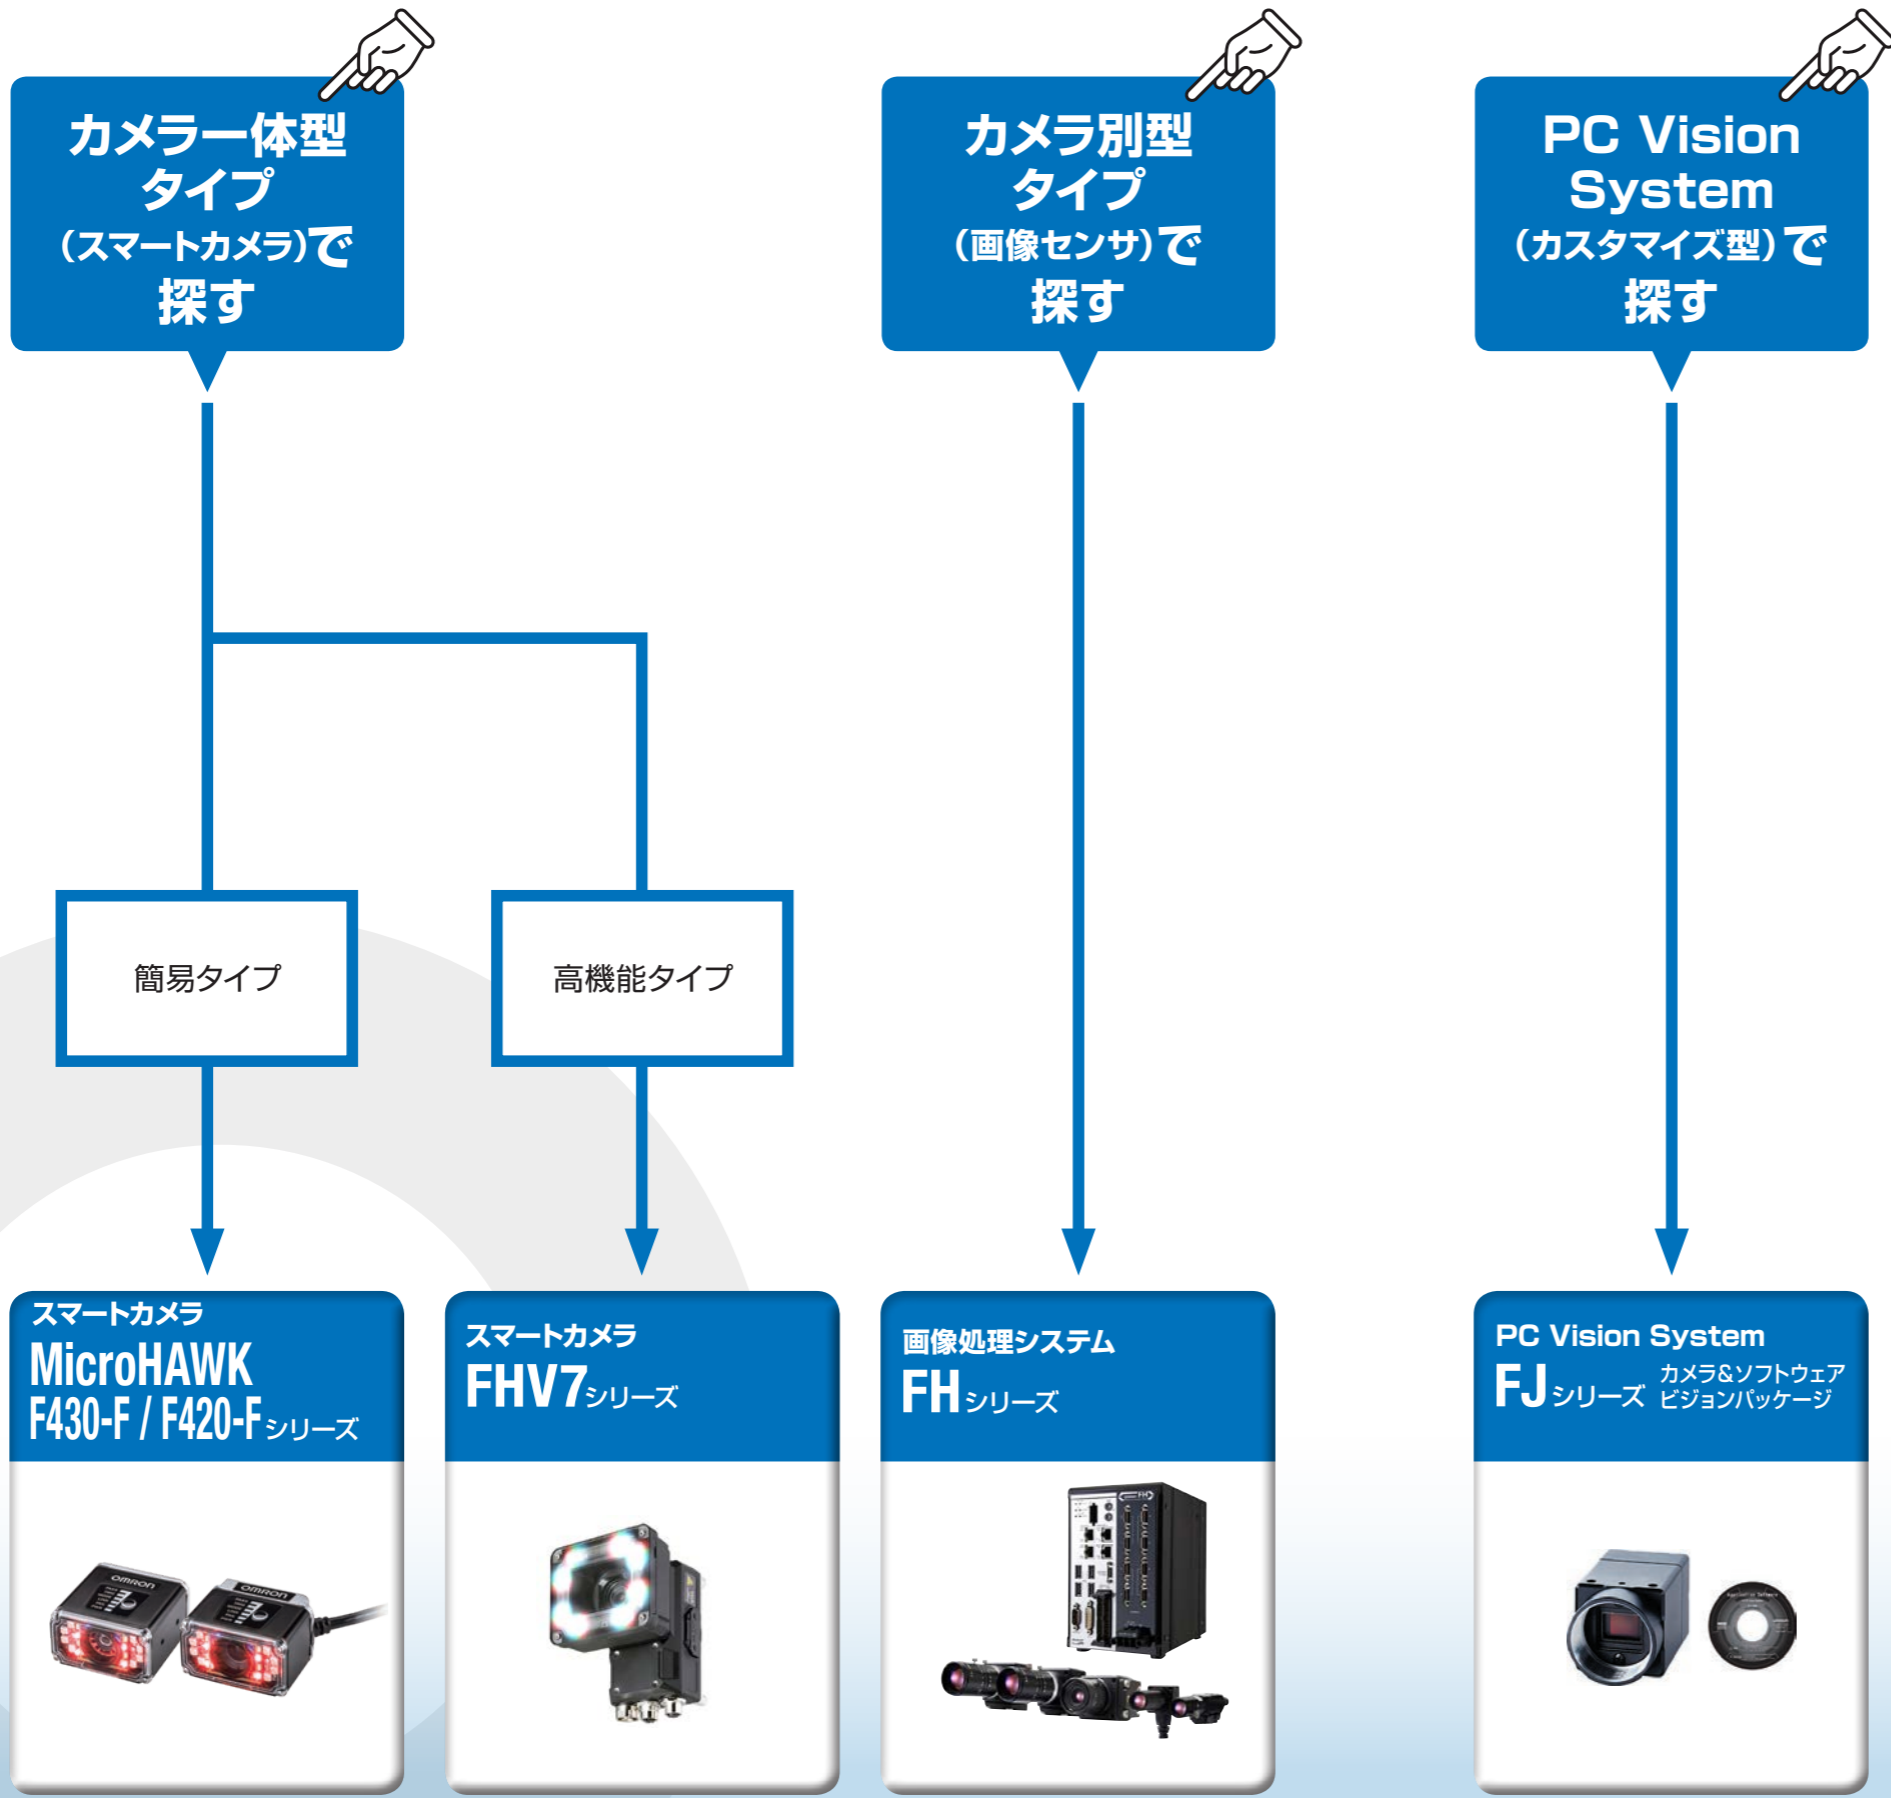 カメラ一体型
タイプ
(スマートカメラ)で
探す
カメラ別型
タイプ
(画像センサ)で
探す
PC Vision
System
(カスタマイズ型)で
探す
簡易タイプ
高機能タイプ
スマートカメラ
MicroHAWK
F430-F / F420-Fシリーズ
スマートカメラ
FHV7シリーズ
画像処理システム
FHシリーズ
PC Vision System
FJシリーズ
カメラ&ソフトウェア
ビジョンパッケージ
OMRON
OMRON
FH